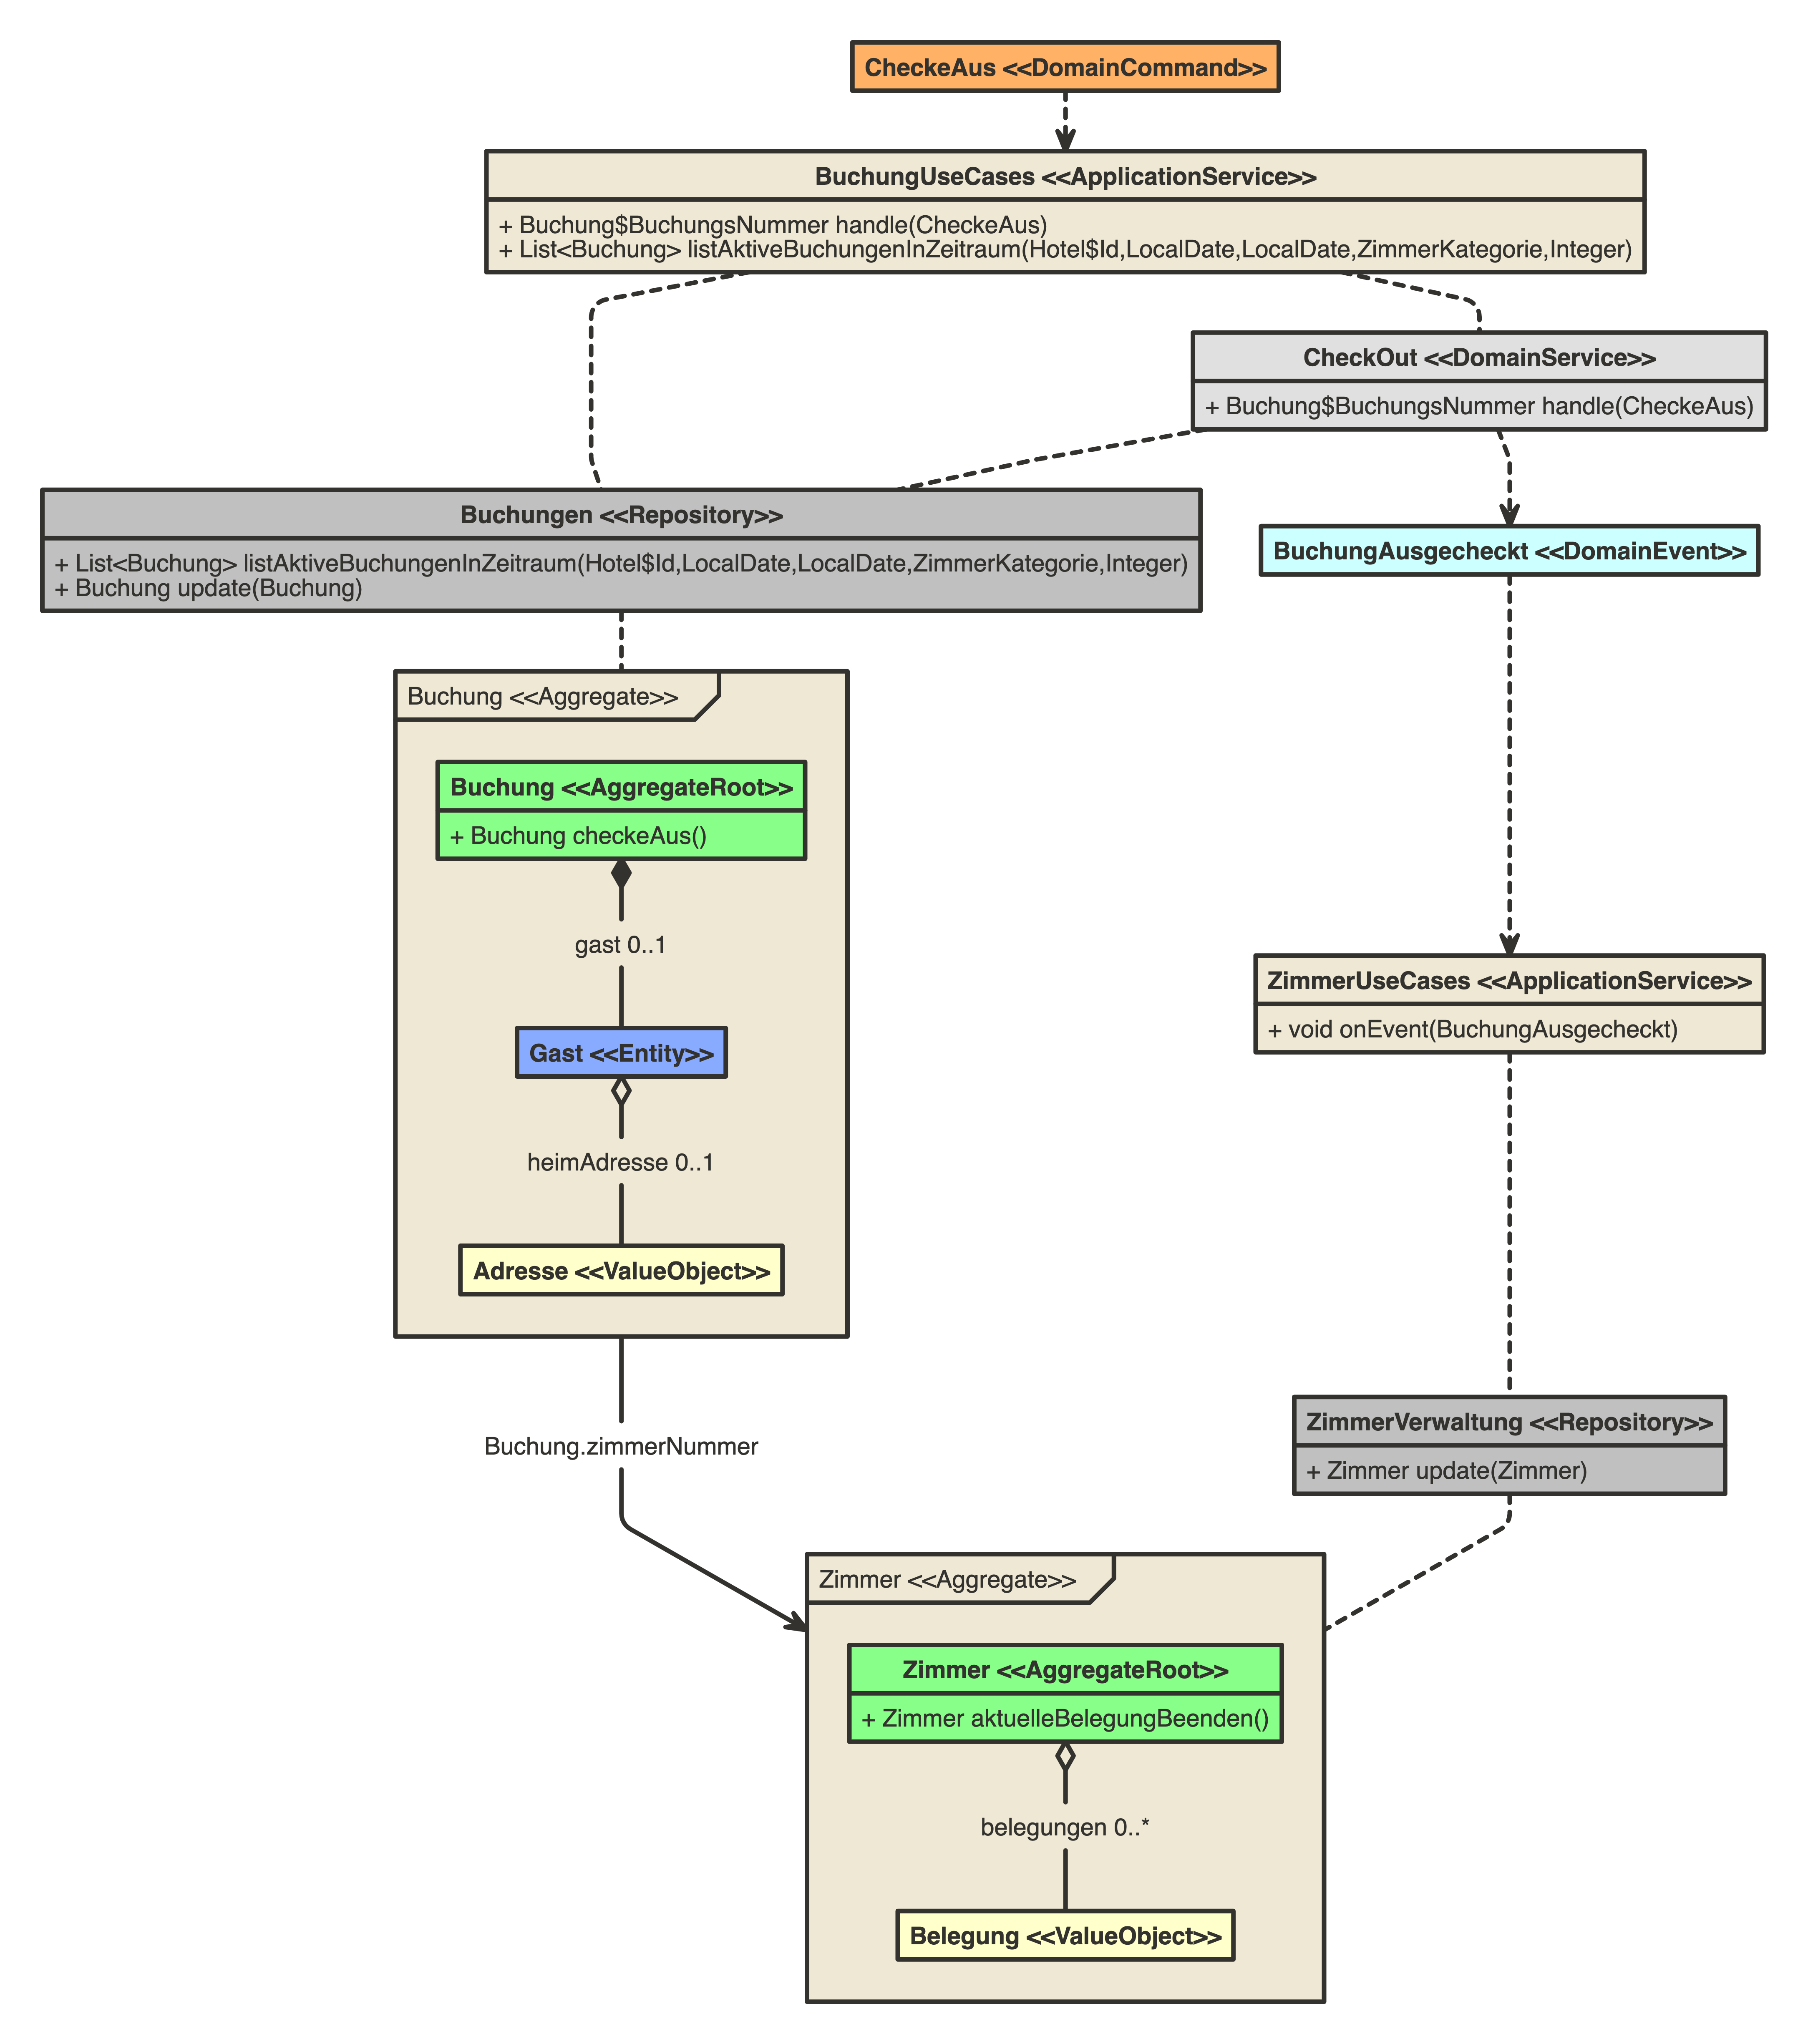 CheckeAus <<DomainCommand>>
BuchungUseCases <<ApplicationService>>
+ Buchung$BuchungsNummer handle(CheckeAus)
+ List<Buchung> listAktiveBuchungenInZeitraum(Hotel$Id,LocalDate,LocalDate,ZimmerKategorie,Integer)
CheckOut <<DomainService>>
+ Buchung$BuchungsNummer handle(CheckeAus)
Buchungen <<Repository>>
+ List<Buchung> listAktiveBuchungenInZeitraum(Hotel$Id,LocalDate,LocalDate,ZimmerKategorie,Integer)
+ Buchung update(Buchung)
BuchungAusgecheckt <<DomainEvent>>
Buchung <<Aggregate>>
Buchung <<AggregateRoot>>
+ Buchung checkeAus()
gast 0..1
Gast <<Entity>>
heimAdresse 0..1
Adresse <<ValueObject>>
ZimmerUseCases <<ApplicationService>>
+ void onEvent(BuchungAusgecheckt)
Buchung.zimmerNummer
ZimmerVerwaltung <<Repository>>
+ Zimmer update(Zimmer)
Zimmer <<Aggregate>>
Zimmer <<AggregateRoot>>
+ Zimmer aktuelleBelegungBeenden()
belegungen 0..*
Belegung <<ValueObject>>